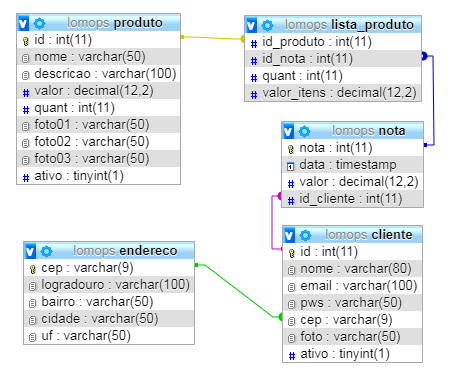 lomops produto
id : int(11)
nome : varchar(50)
descricao : varchar(100)
valor : decimal(12,2)
quant : int(11)
foto01 : varchar(50)
foto02 : varchar(50)
foto03 : varchar(50)
ativo : tinyint(1)
lomops lista_produto
id_produto : int(11)
id_nota : int(11)
quant : int(11)
valor_itens : decimal(12,2)
lomops nota
nota : int(11)
data : timestamp
valor : decimal(12,2)
id_cliente : int(11)
lomops endereco
cep : varchar(9)
logradouro : varchar(100)
bairro : varchar(50)
cidade : varchar(50)
uf : varchar(50)
lomops cliente
id : int(11)
nome : varchar(80)
email : varchar(100)
pws : varchar(50)
cep : varchar(9)
foto : varchar(50)
ativo : tinyint(1)